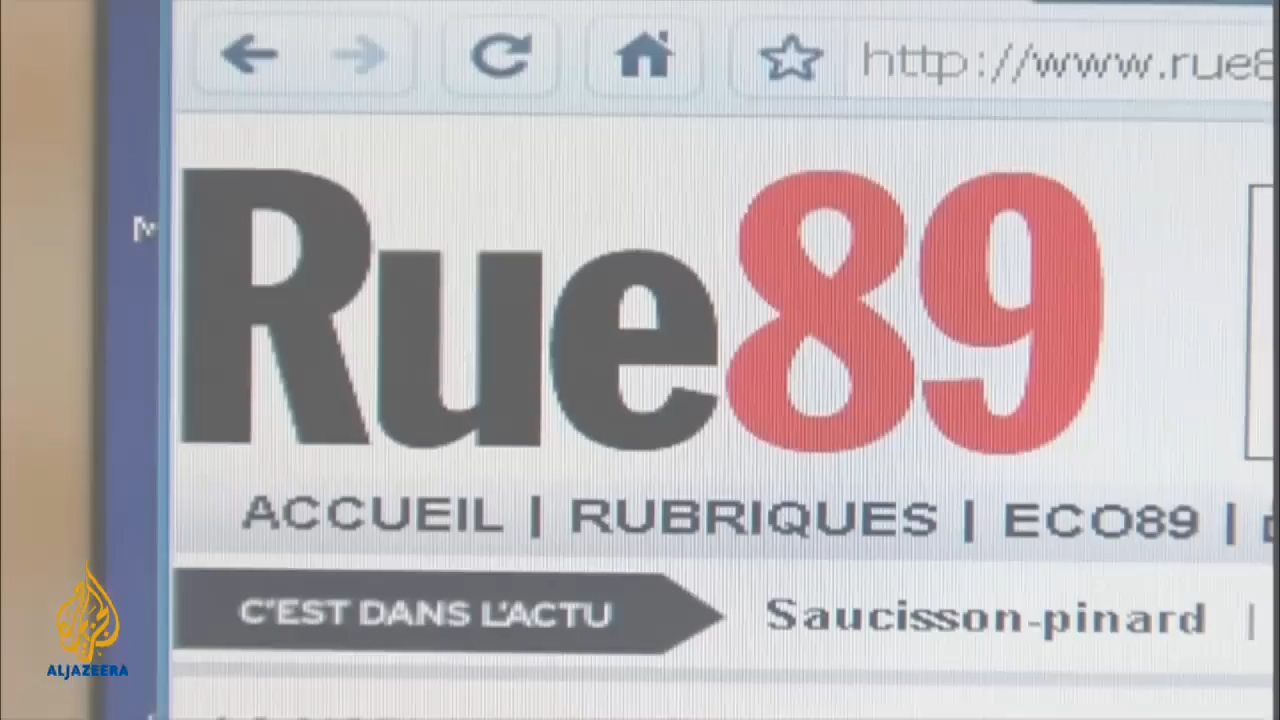 http://www.rue8
Rue89
ACCUEIL | RUBRIQUES | ECO89 |
C'EST DANS L'ACTU
Saucisson-pinard |
ALJAZEERA